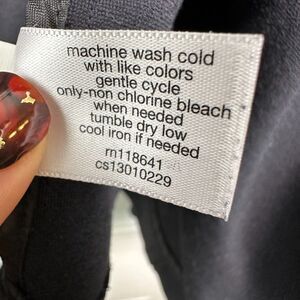 machine wash cold
with like colors
gentle cycle
only-non chlorine bleach
when needed
tumble dry low
cool iron if needed
rn118641
cs13010229